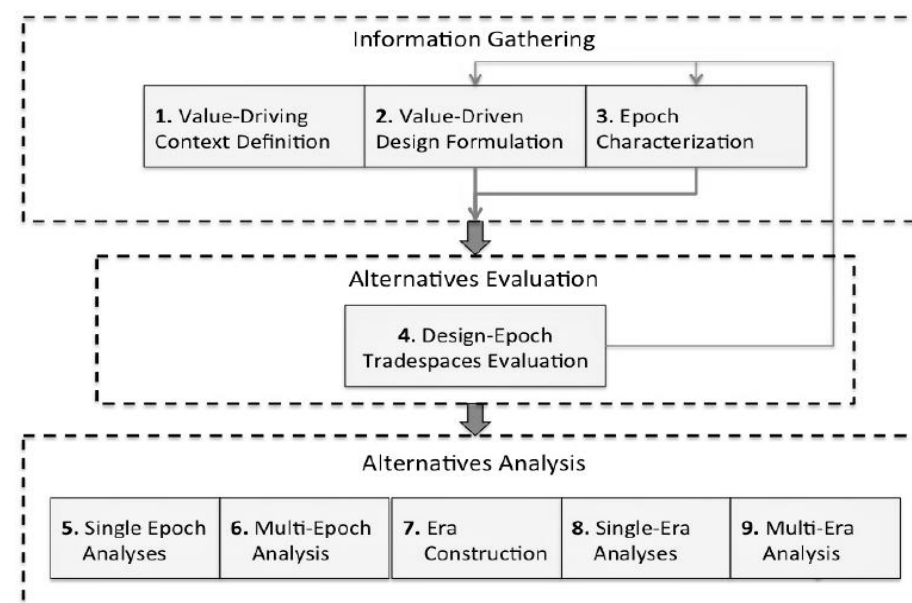 Information Gathering
1. Value-Driving
Context Definition
2. Value-Driven
Design Formulation
3. Epoch
Characterization
Alternatives Evaluation
4. Design-Epoch
Tradespaces Evaluation
Alternatives Analysis
5. Single Epoch
Analyses
6. Multi-Epoch
Analysis
7. Era
Construction
8. Single-Era
Analyses
9. Multi-Era
Analysis